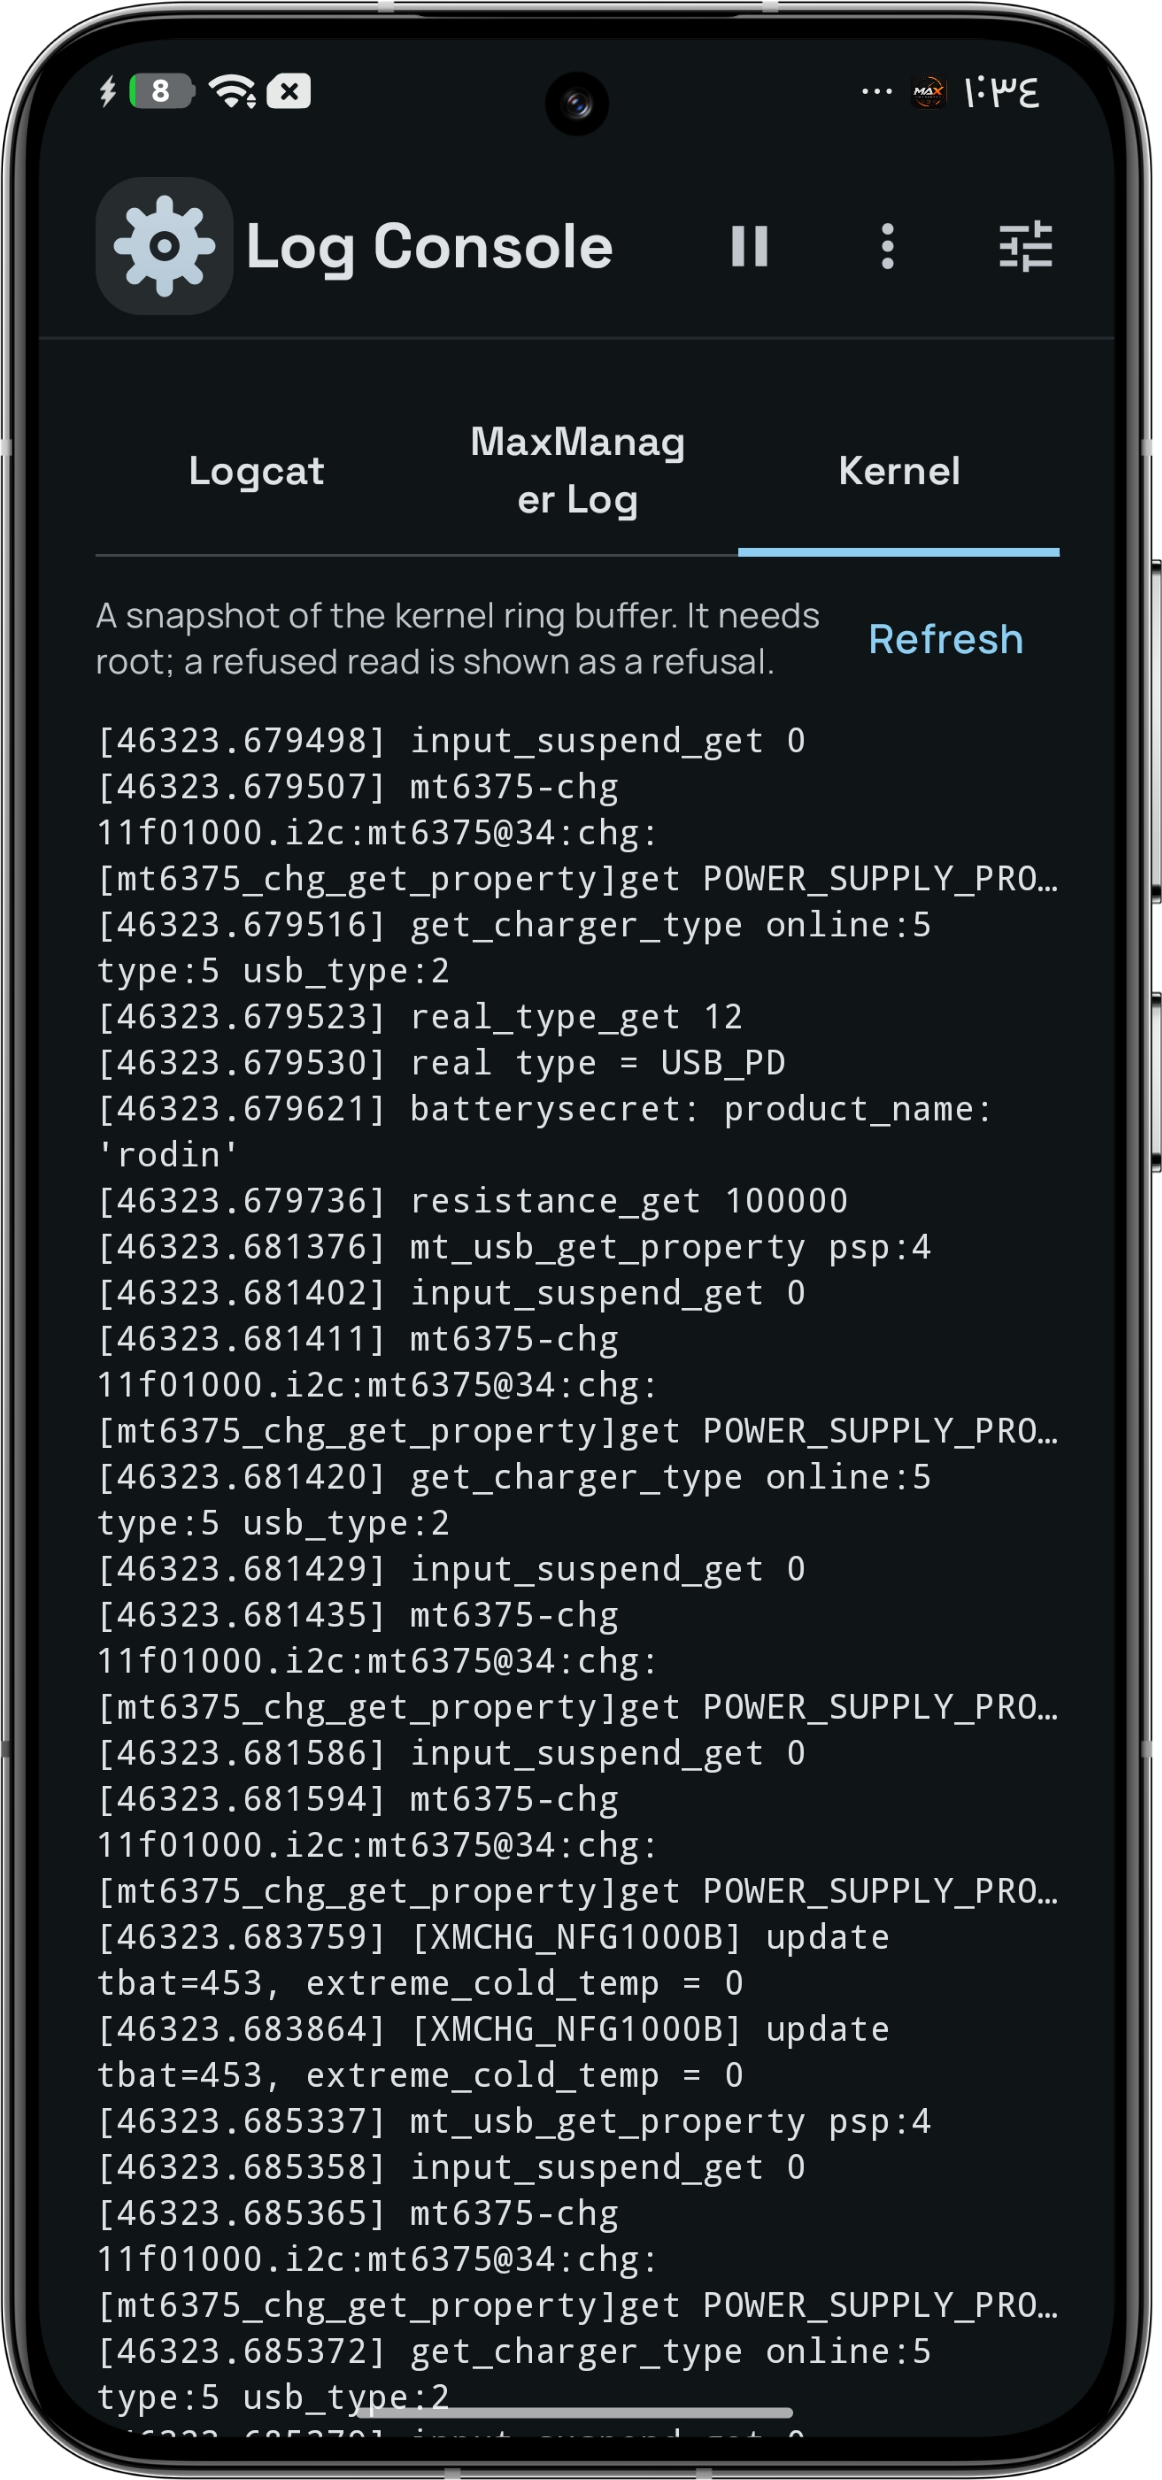 8
MAX
١:٣٤
Log Console
Logcat
MaxManag
er Log
Kernel
A snapshot of the kernel ring buffer. It needs
root; a refused read is shown as a refusal.
Refresh
[46323.679498] input_suspend_get 0
[46323.679507] mt6375-chg
11f01000.i2c:mt6375@34:chg:
[mt6375_chg_get_property]get POWER_SUPPLY_PRO…
[46323.679516] get_charger_type online:5
type:5 usb_type:2
[46323.679523] real_type_get 12
[46323.679530] real type = USB_PD
[46323.679621] batterysecret: product_name:
'rodin'
[46323.679736] resistance_get 100000
[46323.681376] mt_usb_get_property psp:4
[46323.681402] input_suspend_get 0
[46323.681411] mt6375-chg
11f01000.i2c:mt6375@34:chg:
[mt6375_chg_get_property]get POWER_SUPPLY_PRO…
[46323.681420] get_charger_type online:5
type:5 usb_type:2
[46323.681429] input_suspend_get 0
[46323.681435] mt6375-chg
11f01000.i2c:mt6375@34:chg:
[mt6375_chg_get_property]get POWER_SUPPLY_PRO…
[46323.681586] input_suspend_get 0
[46323.681594] mt6375-chg
11f01000.i2c:mt6375@34:chg:
[mt6375_chg_get_property]get POWER_SUPPLY_PRO…
[46323.683759] [XMCHG_NFG1000B] update
tbat=453, extreme_cold_temp = 0
[46323.683864] [XMCHG_NFG1000B] update
tbat=453, extreme_cold_temp = 0
[46323.685337] mt_usb_get_property psp:4
[46323.685358] input_suspend_get 0
[46323.685365] mt6375-chg
11f01000.i2c:mt6375@34:chg:
[mt6375_chg_get_property]get POWER_SUPPLY_PRO…
[46323.685372] get_charger_type online:5
type:5 usb_type:2